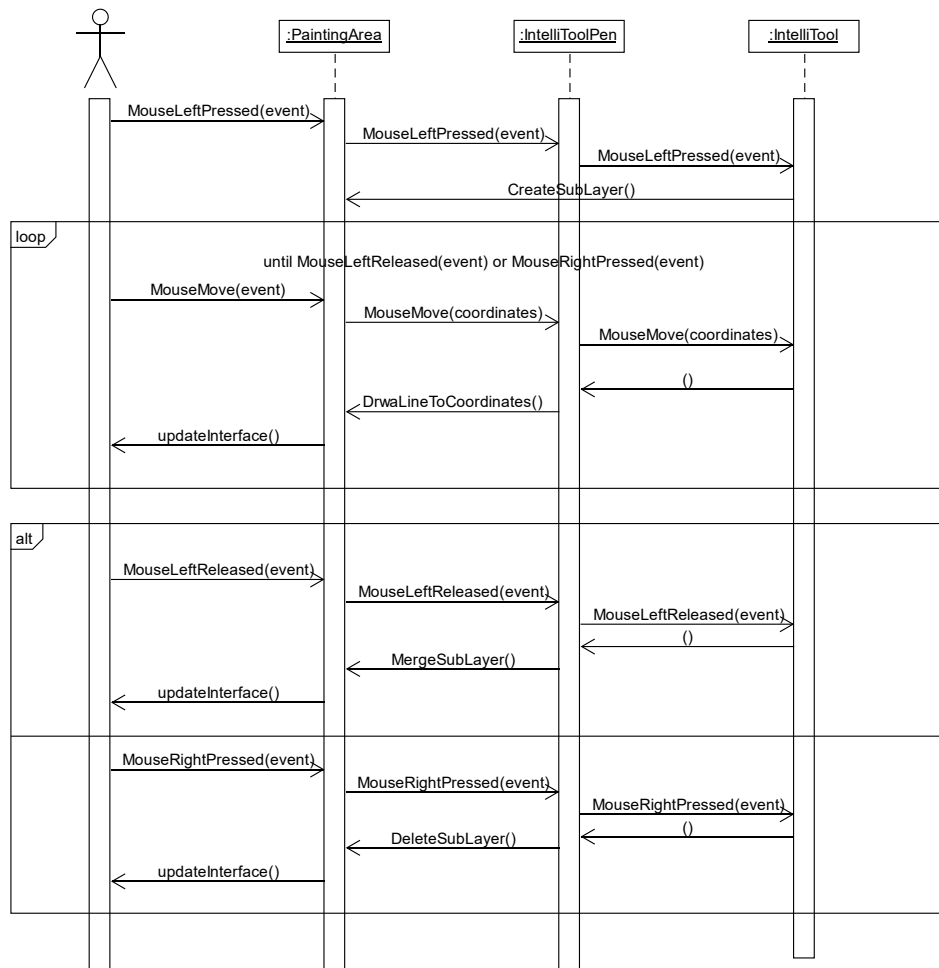 :PaintingArea
:IntelliToolPen
:IntelliTool
MouseLeftPressed(event)
MouseLeftPressed(event)
MouseLeftPressed(event)
CreateSubLayer()
loop
until MouseLeftReleased(event) or MouseRightPressed(event)
MouseMove(event)
MouseMove(coordinates)
MouseMove(coordinates)
()
DrwaLineToCoordinates()
updateInterface()
alt
MouseLeftReleased(event)
MouseLeftReleased(event)
MouseLeftReleased(event)
()
MergeSubLayer()
updateInterface()
MouseRightPressed(event)
MouseRightPressed(event)
MouseRightPressed(event)
()
DeleteSubLayer()
updateInterface()